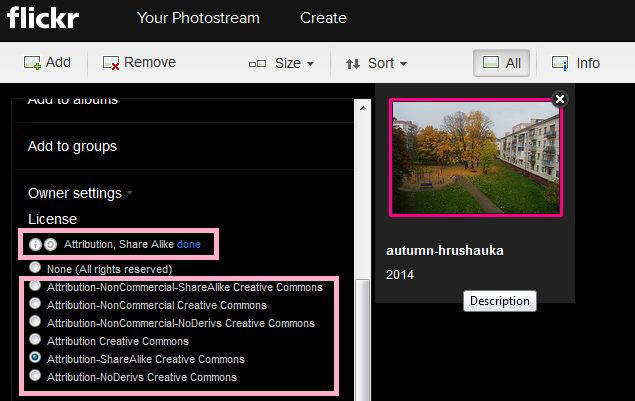 flickr Your Photostream Create
Add Remove Size Sort All Info
Add to albums
Add to groups
Owner settings
License
Attribution, Share Alike done
None (All rights reserved)
Attribution-NonCommercial-ShareAlike Creative Commons
Attribution-NonCommercial Creative Commons
Attribution-NonCommercial-NoDerivs Creative Commons
Attribution Creative Commons
Attribution-ShareAlike Creative Commons
Attribution-NoDerivs Creative Commons
autumn-hrushauka
2014
Description